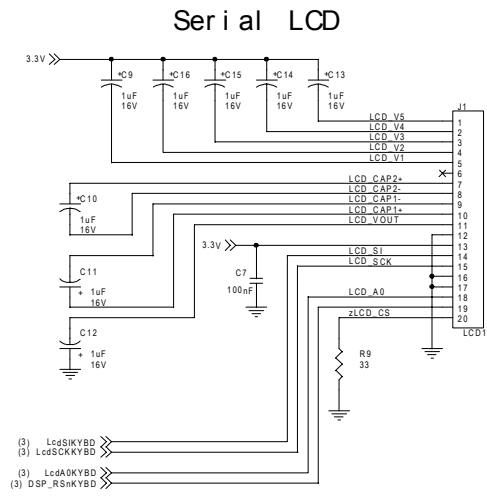 Serial LCD
3.3V
+C9 +C16 +C15 +C14 +C13
1uF 1uF 1uF 1uF 1uF
16V 16V 16V 16V 16V
J1
LCD_V5 1
LCD_V4 2
LCD_V3 3
LCD_V2 4
LCD_V1 5
6
LCD_CAP2+ 7
LCD_CAP2- 8
LCD_CAP1- 9
LCD_CAP1+ 10
LCD_VOUT 11
12
3.3V 13
LCD_SI 14
LCD_SCK 15
16
17
LCD_A0 18
19
zLCD_CS 20
LCD1
+C10
1uF
16V
C11
+ 1uF
16V
C7
100nF
C12
+ 1uF
16V
R9
33
(3) LcdSIKYBD
(3) LcdSCKKYBD
(3) LcdA0KYBD
(3) DSP_RSnKYBD